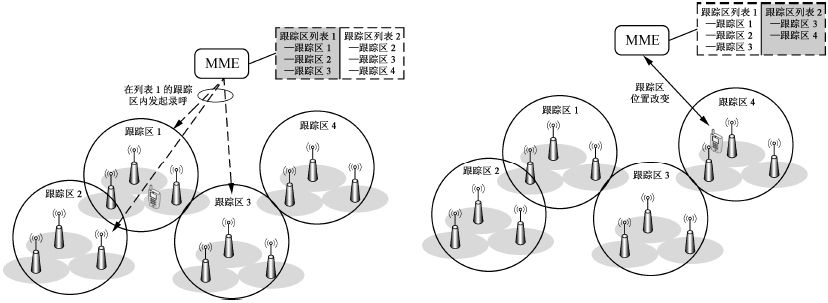 跟踪区列表 1
—跟踪区 1
—跟踪区 2
—跟踪区 3
跟踪区列表 2
—跟踪区 2
—跟踪区 3
—跟踪区 4
MME
在列表 1 的跟踪
区内发起录呼
跟踪区 1
跟踪区 4
跟踪区 2
跟踪区 3
跟踪区列表 1
—跟踪区 1
—跟踪区 2
—跟踪区 3
跟踪区列表 2
—跟踪区 3
—跟踪区 4
MME
跟踪区
位置改变
跟踪区 4
跟踪区 1
跟踪区 2
跟踪区 3